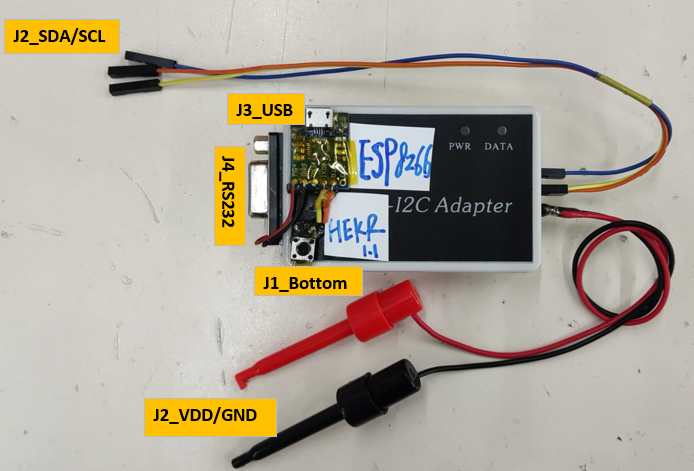 J2_SDA/SCL
J3_USB
ESP8266
PWR DATA
J4_RS232
-I2C Adapter
HEKR
1.1
J1_Bottom
J2_VDD/GND